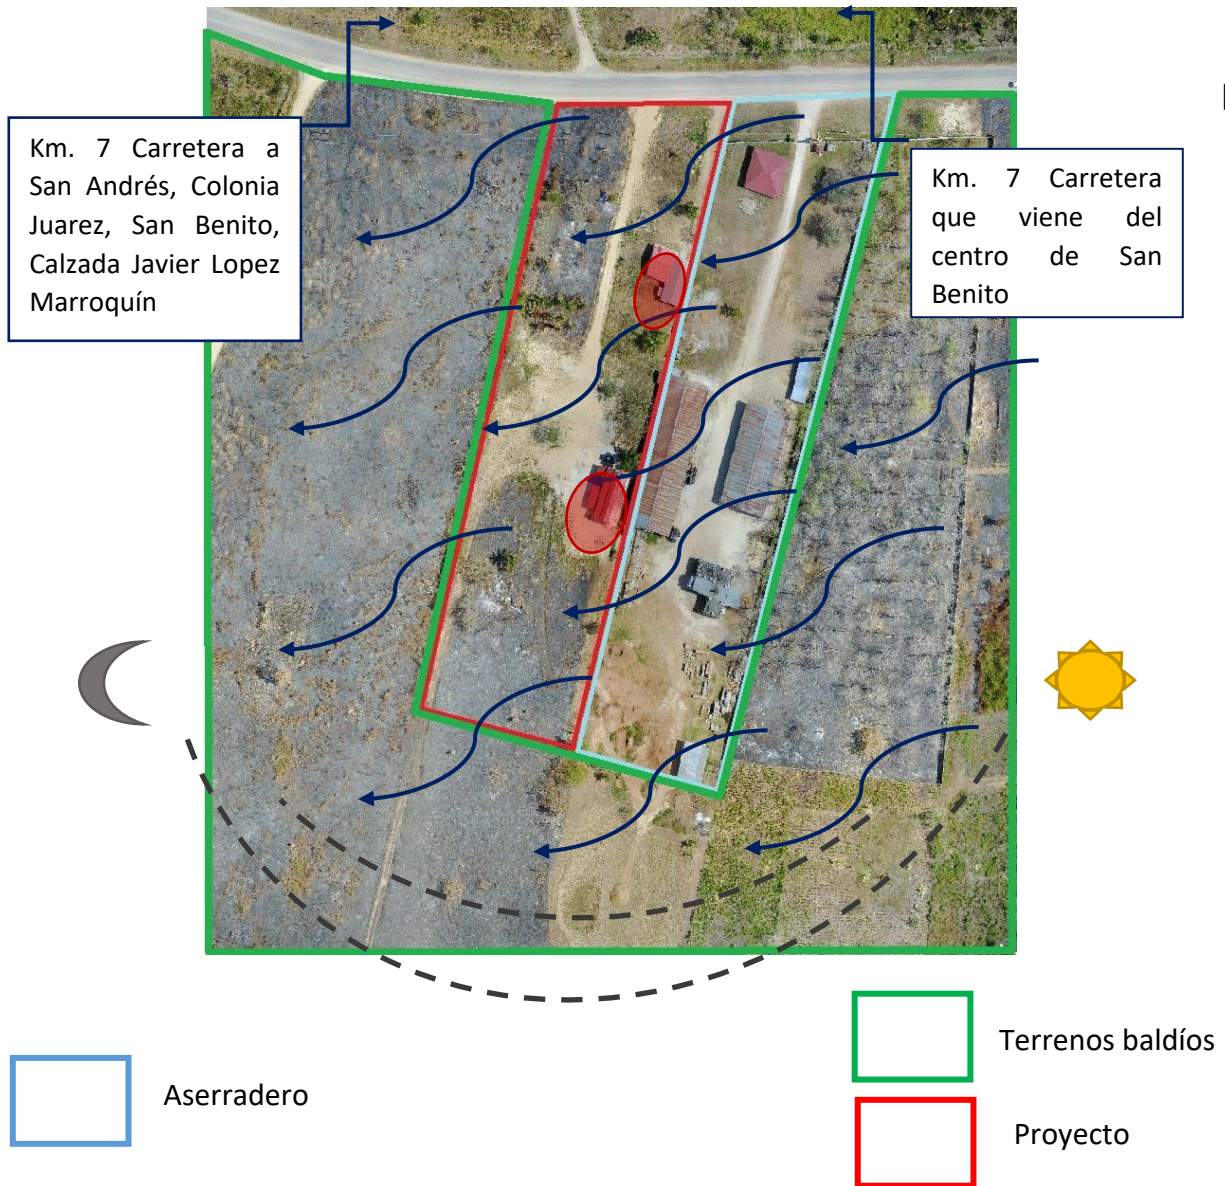 Km. 7 Carretera a
San Andrés, Colonia
Juarez, San Benito,
Calzada Javier Lopez
Marroquín
Km. 7 Carretera
que viene del
centro de San
Benito
Terrenos baldíos
Aserradero
Proyecto